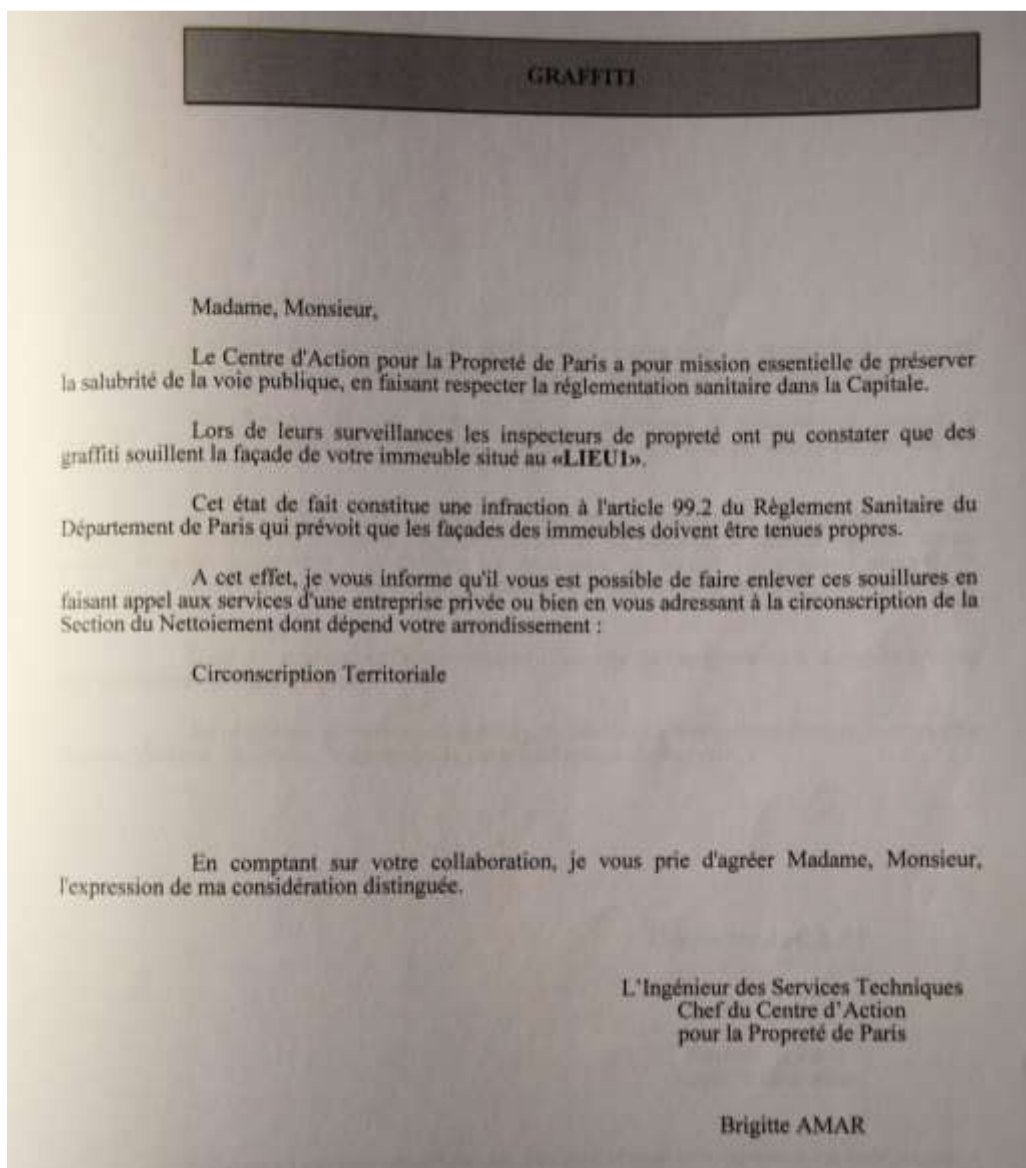 GRAFFITI
Madame, Monsieur,
Le Centre d'Action pour la Propreté de Paris a pour mission essentielle de préserver
la salubrité de la voie publique, en faisant respecter la réglementation sanitaire dans la Capitale.
Lors de leurs surveillances les inspecteurs de propreté ont pu constater que des
graffiti souillent la façade de votre immeuble situé au «LIEU1».
Cet état de fait constitue une infraction à l'article 99.2 du Règlement Sanitaire du
Département de Paris qui prévoit que les façades des immeubles doivent être tenues propres.
A cet effet, je vous informe qu'il vous est possible de faire enlever ces souillures en
faisant appel aux services d'une entreprise privée ou bien en vous adressant à la circonscription de la
Section du Nettoiement dont dépend votre arrondissement :
Circonscription Territoriale
En comptant sur votre collaboration, je vous prie d'agréer Madame, Monsieur,
l'expression de ma considération distinguée.
L'Ingénieur des Services Techniques
Chef du Centre d'Action
pour la Propreté de Paris
Brigitte AMAR